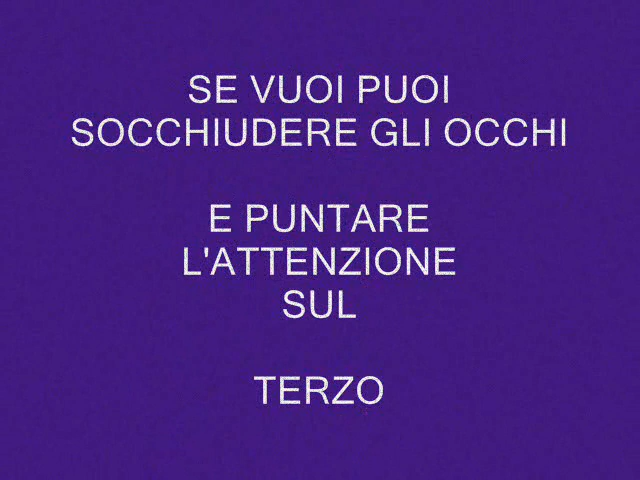 SE VUOI PUOI
SOCCHIUDERE GLI OCCHI
E PUNTARE
L'ATTENZIONE
SUL
TERZO